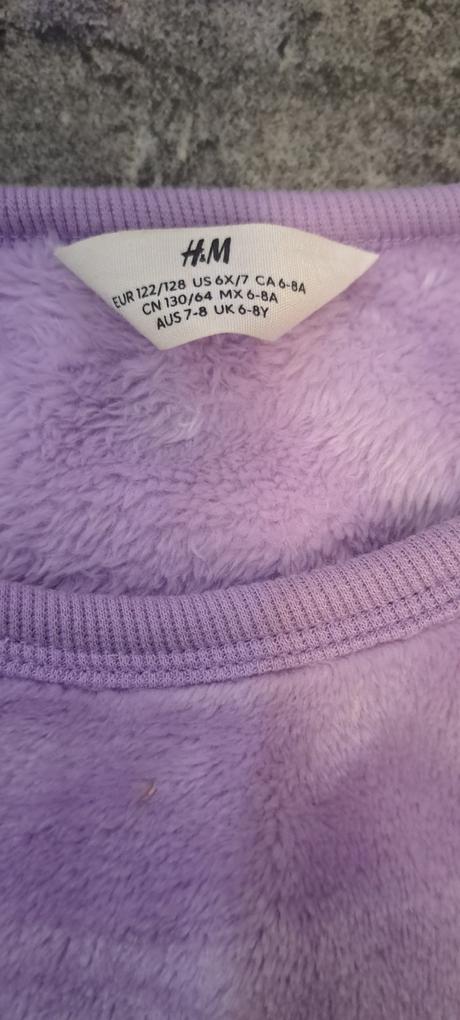 H&M
EUR 122/128 US 6X/7 CA 6-8A
CN 130/64 MX 6-8A
AUS 7-8 UK 6-8Y